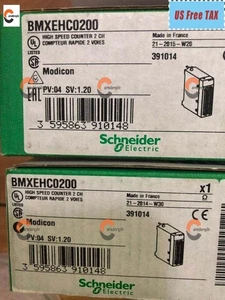 US Free TAX
BMXEHC0200
HIGH SPEED COUNTER 2 CH
COMPTEUR RAPIDE 2 VOIES
Made in France
21-2015-W20
391014
Modicon
PV:04 SV:1.20
3 595863 910148
Schneider
Electric
BMXEHC0200
x1
HIGH SPEED COUNTER 2 CH
COMPTEUR RAPIDE 2 VOIES
Made in France
21-2014-W30
391014
Modicon
PV:04 SV:1.20
3 595863 910148
Schneider
Electric